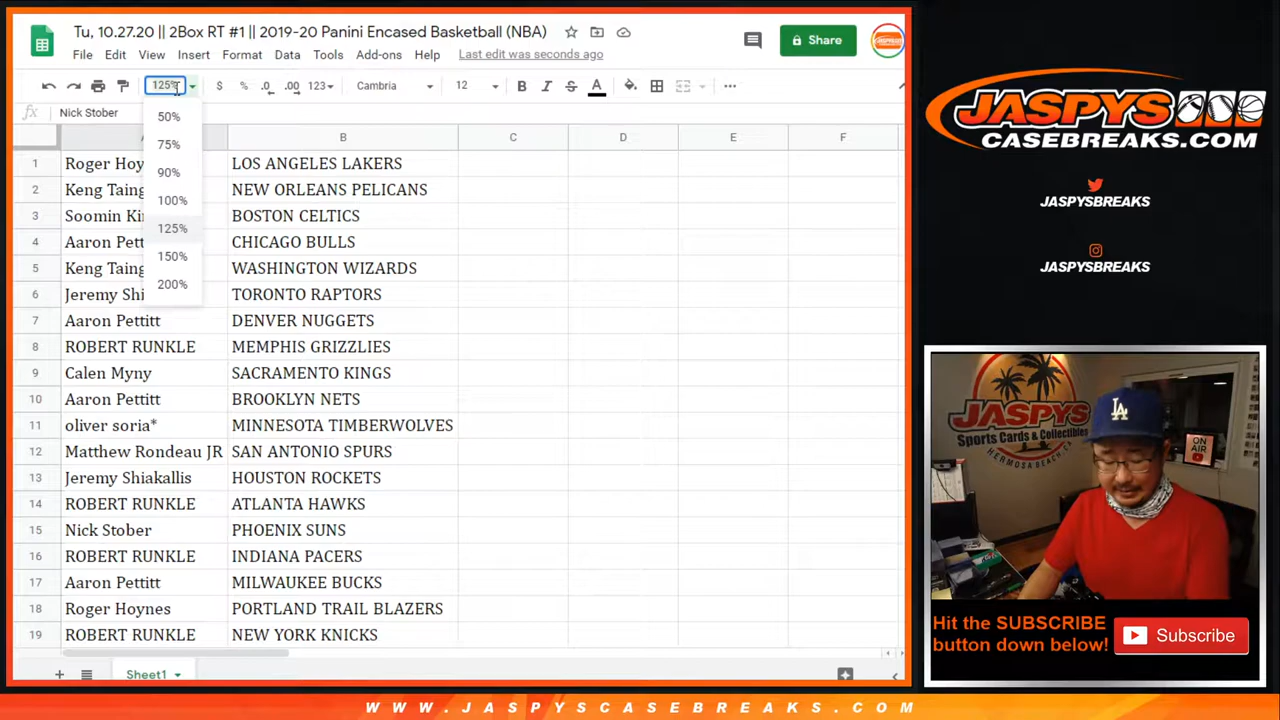 Tu, 10.27.20 || 2Box RT #1 || 2019-20 Panini Encased Basketball (NBA)
File Edit View Insert Format Data Tools Add-ons Help Last edit was seconds ago
Share
125% $ % .0 .00 123 Cambria 12 B I S A
fx Nick Stober
50%
75%
90%
100%
125%
150%
200%
A B C D E F
1 Roger Hoy LOS ANGELES LAKERS
2 Keng Taing NEW ORLEANS PELICANS
3 Soomin Ki BOSTON CELTICS
4 Aaron Pett CHICAGO BULLS
5 Keng Taing WASHINGTON WIZARDS
6 Jeremy Shi TORONTO RAPTORS
7 Aaron Pettitt DENVER NUGGETS
8 ROBERT RUNKLE MEMPHIS GRIZZLIES
9 Calen Myny SACRAMENTO KINGS
10 Aaron Pettitt BROOKLYN NETS
11 oliver soria* MINNESOTA TIMBERWOLVES
12 Matthew Rondeau JR SAN ANTONIO SPURS
13 Jeremy Shiakallis HOUSTON ROCKETS
14 ROBERT RUNKLE ATLANTA HAWKS
15 Nick Stober PHOENIX SUNS
16 ROBERT RUNKLE INDIANA PACERS
17 Aaron Pettitt MILWAUKEE BUCKS
18 Roger Hoynes PORTLAND TRAIL BLAZERS
19 ROBERT RUNKLE NEW YORK KNICKS
Sheet1
JASPYS
CASEBREAKS.COM
JASPYSBREAKS
JASPYSBREAKS
JASPYS
Sports Cards & Collectibles
HERMOSA BEACH, CA
LA
ON AIR
Hit the SUBSCRIBE
button down below!
Subscribe
WWW.JASPYSCASEBREAKS.COM